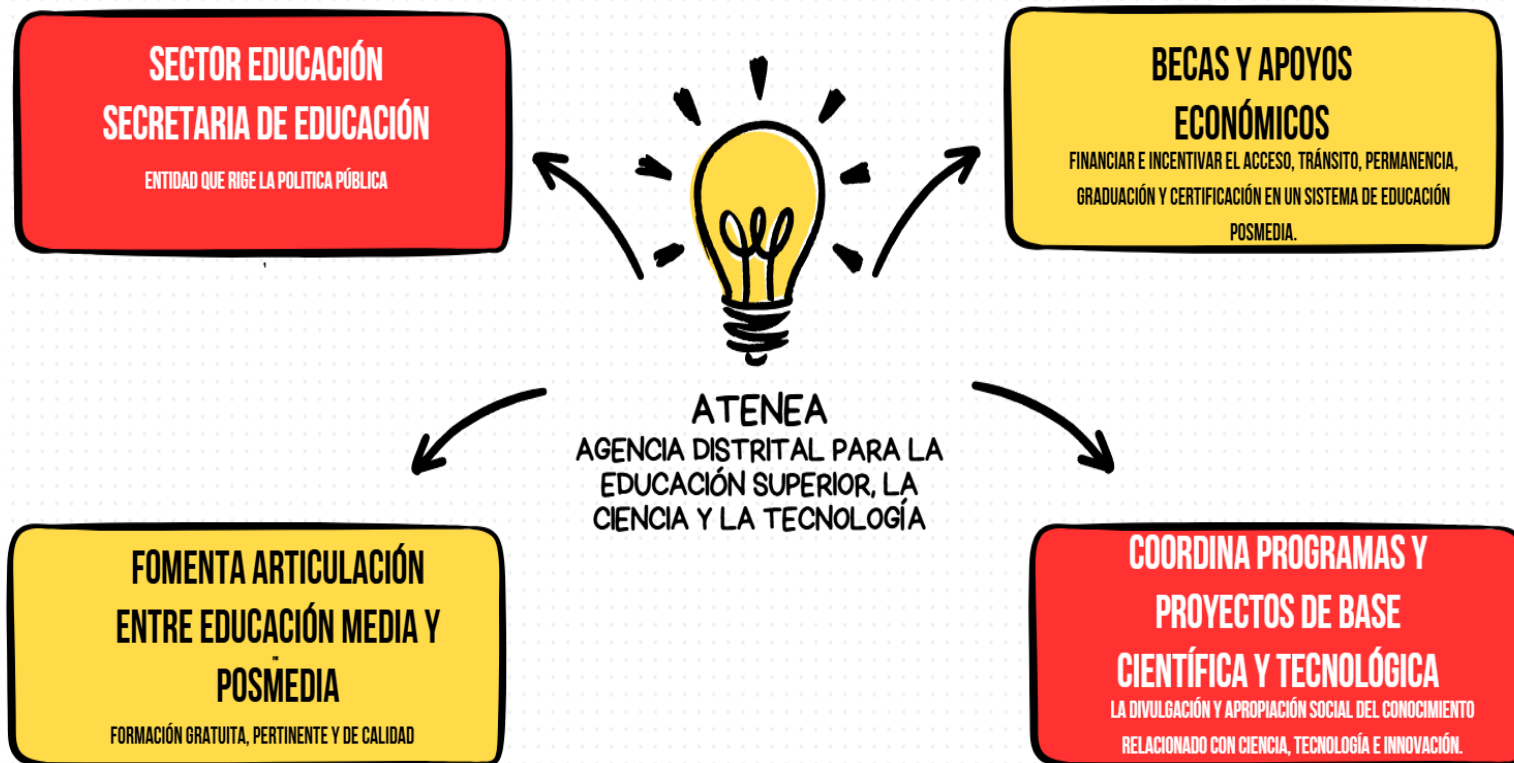 SECTOR EDUCACIÓN
SECRETARIA DE EDUCACIÓN
ENTIDAD QUE RIGE LA POLITICA PÚBLICA
BECAS Y APOYOS
ECONÓMICOS
FINANCIAR E INCENTIVAR EL ACCESO, TRÁNSITO, PERMANENCIA,
GRADUACIÓN Y CERTIFICACIÓN EN UN SISTEMA DE EDUCACIÓN
POSMEDIA.
ATENEA
AGENCIA DISTRITAL PARA LA
EDUCACIÓN SUPERIOR, LA
CIENCIA Y LA TECNOLOGÍA
FOMENTA ARTICULACIÓN
ENTRE EDUCACIÓN MEDIA Y
POSMEDIA
FORMACIÓN GRATUITA, PERTINENTE Y DE CALIDAD
COORDINA PROGRAMAS Y
PROYECTOS DE BASE
CIENTÍFICA Y TECNOLÓGICA
LA DIVULGACIÓN Y APROPIACIÓN SOCIAL DEL CONOCIMIENTO
RELACIONADO CON CIENCIA, TECNOLOGÍA E INNOVACIÓN.